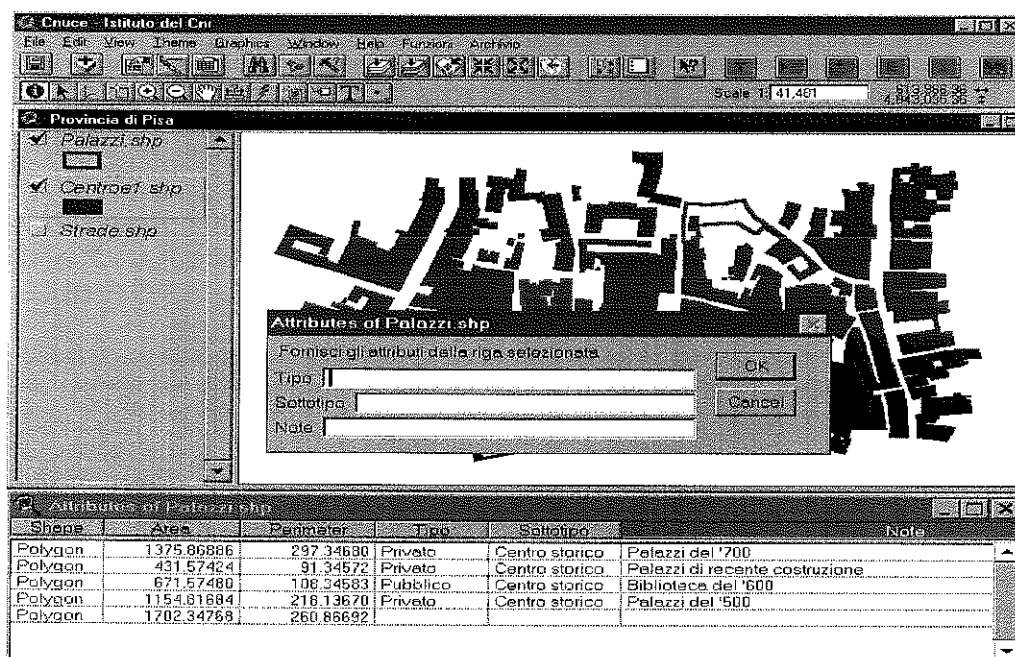 Cnuce - Istituto del Cnr
File Edit View Theme Graphics Window Help Funzioni Archivio
Scale 1: 41,481
Provincia di Pisa
Palazzi.shp
Centroe1.shp
Strade.shp
Attributes of Palazzi.shp
Fornisci gli attributi della riga selezionata
Tipo
OK
Sottotipo
Cancel
Note
Attributes of Palazzi.shp
Shape Area Perimeter Tipo Sottotipo Note
Polygon 1375.86886 297.34680 Privato Centro storico Palazzi del '700
Polygon 431.57424 91.34572 Privato Centro storico Palazzi di recente costruzione
Polygon 671.57480 108.34583 Pubblico Centro storico Biblioteca del '600
Polygon 1154.61684 218.13670 Privato Centro storico Palazzi del '500
Polygon 1702.34768 260.86692